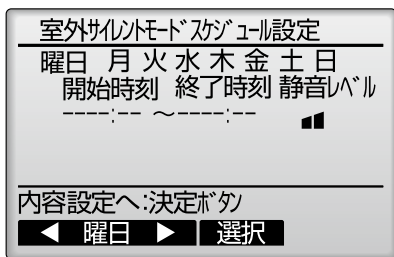 室外ｻｲﾚﾝﾄﾓｰﾄﾞｽｹｼﾞｭｰﾙ設定
曜日 月 火 水 木 金 土 日
開始時刻 終了時刻 静音ﾚﾍﾞﾙ
----:-- ～----:--
内容設定へ:決定ﾎﾞﾀﾝ
◀ 曜日 ▶ 選択